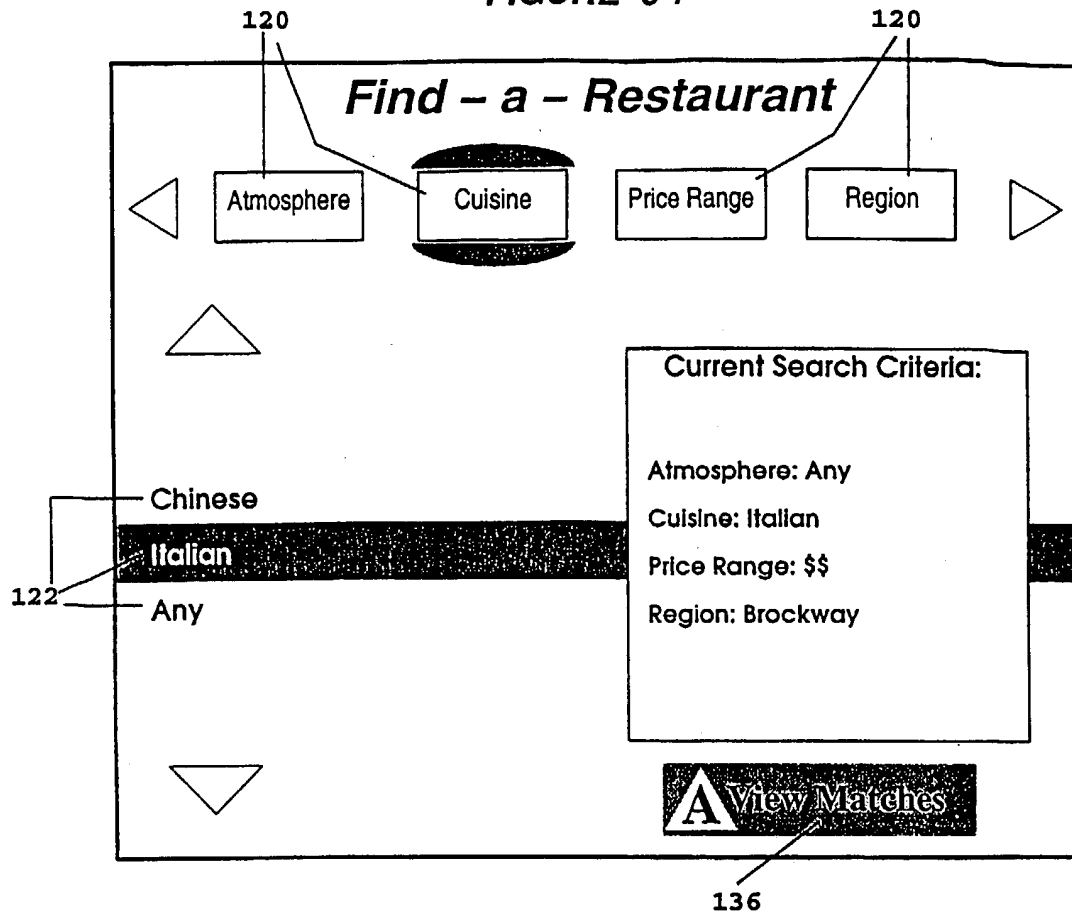 120 120
Find – a – Restaurant
Atmosphere Cuisine Price Range Region
Current Search Criteria:
Atmosphere: Any
Chinese
Cuisine: Italian
Italian
Price Range: $$
122
Any
Region: Brockway
A View Matches
136